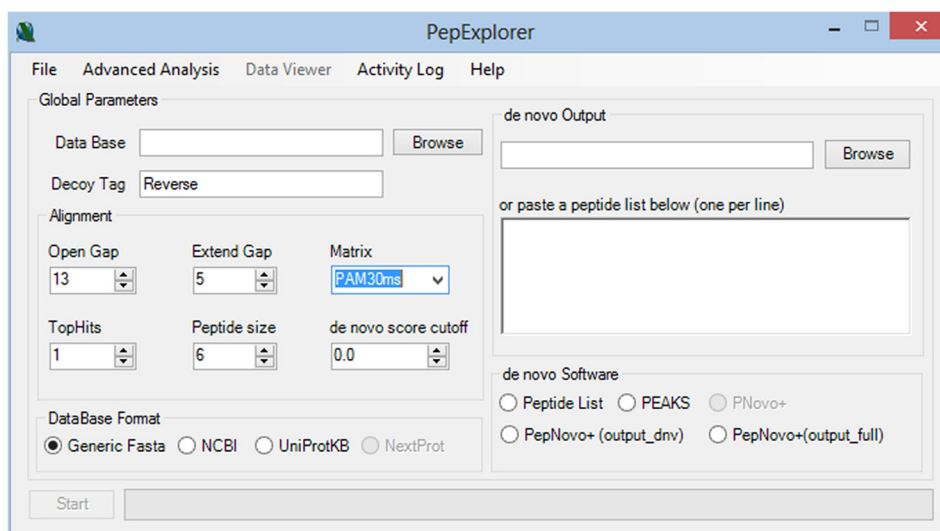 PepExplorer
File Advanced Analysis Data Viewer Activity Log Help
Global Parameters
Data Base
Browse
Decoy Tag Reverse
Alignment
Open Gap Extend Gap Matrix
13 5 PAM30ms
TopHits Peptide size de novo score cutoff
1 6 0.0
DataBase Format
Generic Fasta NCBI UniProtKB NextProt
de novo Output
Browse
or paste a peptide list below (one per line)
de novo Software
Peptide List PEAKS PNovo+
PepNovo+ (output_dnv) PepNovo+(output_full)
Start